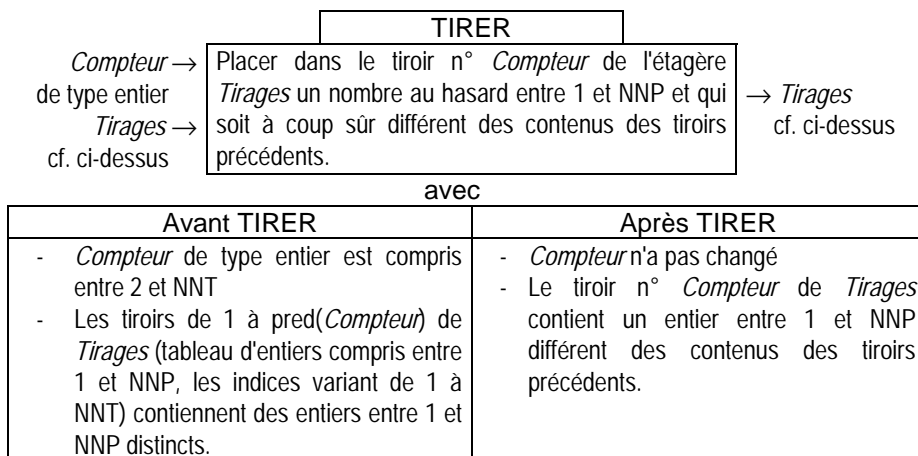 TIRER
Compteur →
de type entier
Tirages →
cf. ci-dessus
Placer dans le tiroir n° Compteur de l'étagère
Tirages un nombre au hasard entre 1 et NNP et qui
soit à coup sûr différent des contenus des tiroirs
précédents.
→ Tirages
cf. ci-dessus
avec
Avant TIRER
- Compteur de type entier est compris
entre 2 et NNT
- Les tiroirs de 1 à pred(Compteur) de
Tirages (tableau d'entiers compris entre
1 et NNP, les indices variant de 1 à
NNT) contiennent des entiers entre 1 et
NNP distincts.
Après TIRER
- Compteur n'a pas changé
- Le tiroir n° Compteur de Tirages
contient un entier entre 1 et NNP
différent des contenus des tiroirs
précédents.